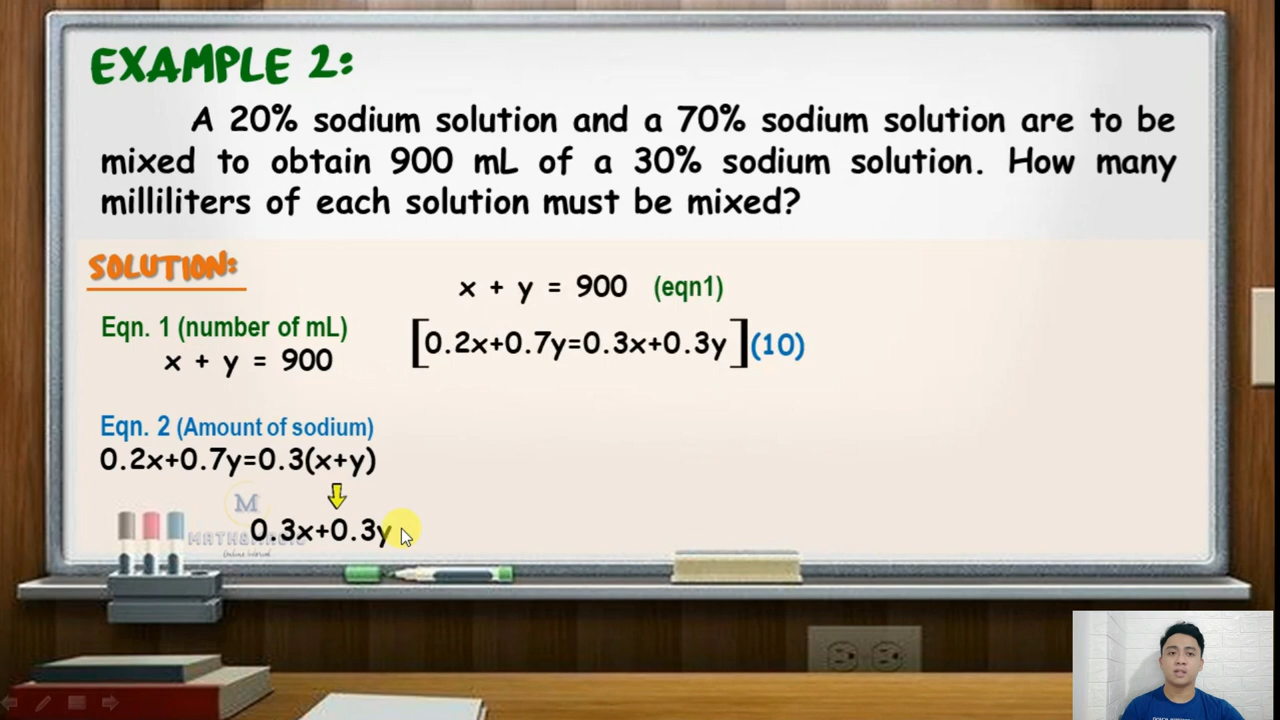 EXAMPLE 2:
A 20% sodium solution and a 70% sodium solution are to be
mixed to obtain 900 mL of a 30% sodium solution. How many
milliliters of each solution must be mixed?
SOLUTION:
Eqn. 1 (number of mL)
x + y = 900
Eqn. 2 (Amount of sodium)
0.2x+0.7y=0.3(x+y)
0.3x+0.3y
x + y = 900 (eqn1)
[0.2x+0.7y=0.3x+0.3y](10)
M